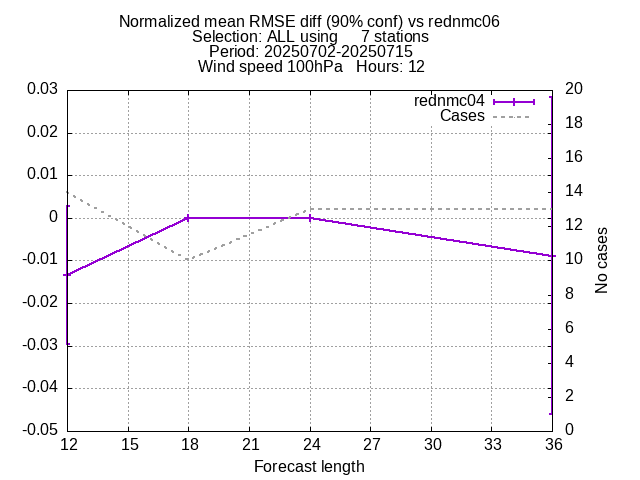 Normalized mean RMSE diff (90% conf) vs rednmc06
Selection: ALL using     7 stations
Period: 20250702-20250715
Wind speed 100hPa   Hours: 12
rednmc04
Cases
0.03
0.02
0.01
0
-0.01
-0.02
-0.03
-0.04
-0.05
20
18
16
14
12
10
8
6
4
2
0
No cases
12 15 18 21 24 27 30 33 36
Forecast length